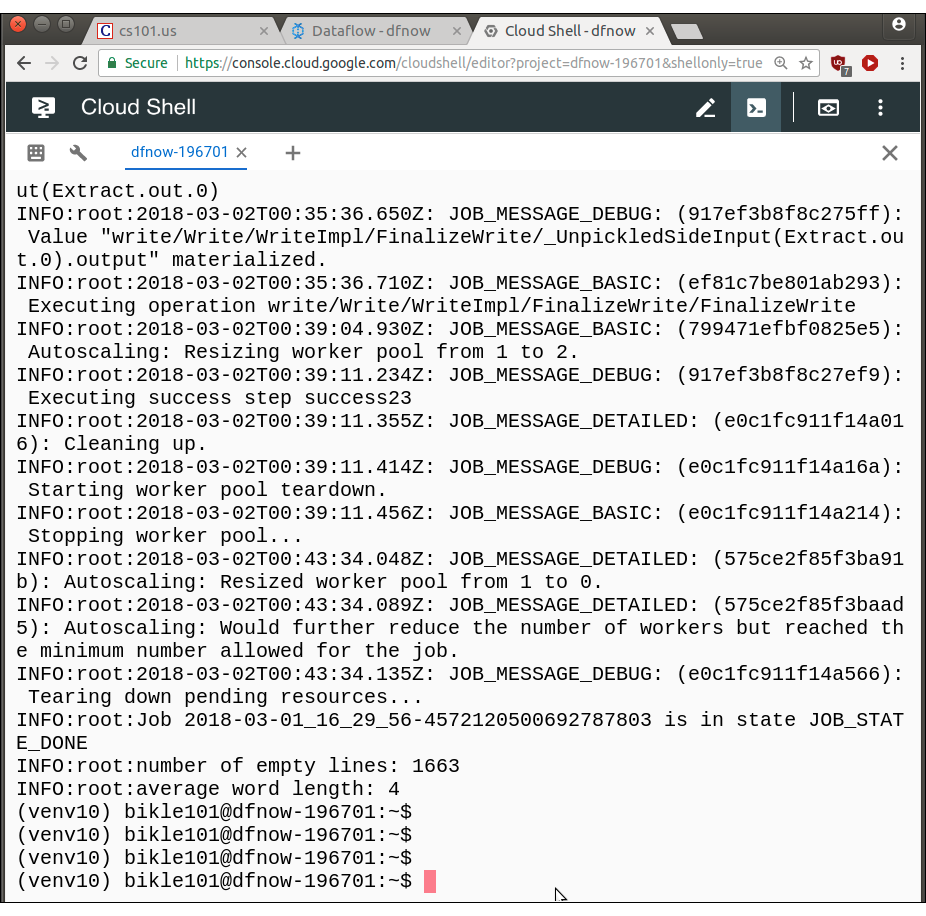 cs101.us
Dataflow - dfnow
Cloud Shell - dfnow
Secure
https://console.cloud.google.com/cloudshell/editor?project=dfnow-196701&shellonly=true
7
Cloud Shell
dfnow-196701
ut(Extract.out.0)
INFO:root:2018-03-02T00:35:36.650Z: JOB_MESSAGE_DEBUG: (917ef3b8f8c275ff):
Value "write/Write/WriteImpl/FinalizeWrite/_UnpickledSideInput(Extract.ou
t.0).output" materialized.
INFO:root:2018-03-02T00:35:36.710Z: JOB_MESSAGE_BASIC: (ef81c7be801ab293):
Executing operation write/Write/WriteImpl/FinalizeWrite/FinalizeWrite
INFO:root:2018-03-02T00:39:04.930Z: JOB_MESSAGE_BASIC: (799471efbf0825e5):
Autoscaling: Resizing worker pool from 1 to 2.
INFO:root:2018-03-02T00:39:11.234Z: JOB_MESSAGE_DEBUG: (917ef3b8f8c27ef9):
Executing success step success23
INFO:root:2018-03-02T00:39:11.355Z: JOB_MESSAGE_DETAILED: (e0c1fc911f14a01
6): Cleaning up.
INFO:root:2018-03-02T00:39:11.414Z: JOB_MESSAGE_DEBUG: (e0c1fc911f14a16a):
Starting worker pool teardown.
INFO:root:2018-03-02T00:39:11.456Z: JOB_MESSAGE_BASIC: (e0c1fc911f14a214):
Stopping worker pool...
INFO:root:2018-03-02T00:43:34.048Z: JOB_MESSAGE_DETAILED: (575ce2f85f3ba91
b): Autoscaling: Resized worker pool from 1 to 0.
INFO:root:2018-03-02T00:43:34.089Z: JOB_MESSAGE_DETAILED: (575ce2f85f3baad
5): Autoscaling: Would further reduce the number of workers but reached th
e minimum number allowed for the job.
INFO:root:2018-03-02T00:43:34.135Z: JOB_MESSAGE_DEBUG: (e0c1fc911f14a566):
Tearing down pending resources...
INFO:root:Job 2018-03-01_16_29_56-4572120500692787803 is in state JOB_STAT
E_DONE
INFO:root:number of empty lines: 1663
INFO:root:average word length: 4
(venv10) bikle101@dfnow-196701:~$
(venv10) bikle101@dfnow-196701:~$
(venv10) bikle101@dfnow-196701:~$
(venv10) bikle101@dfnow-196701:~$